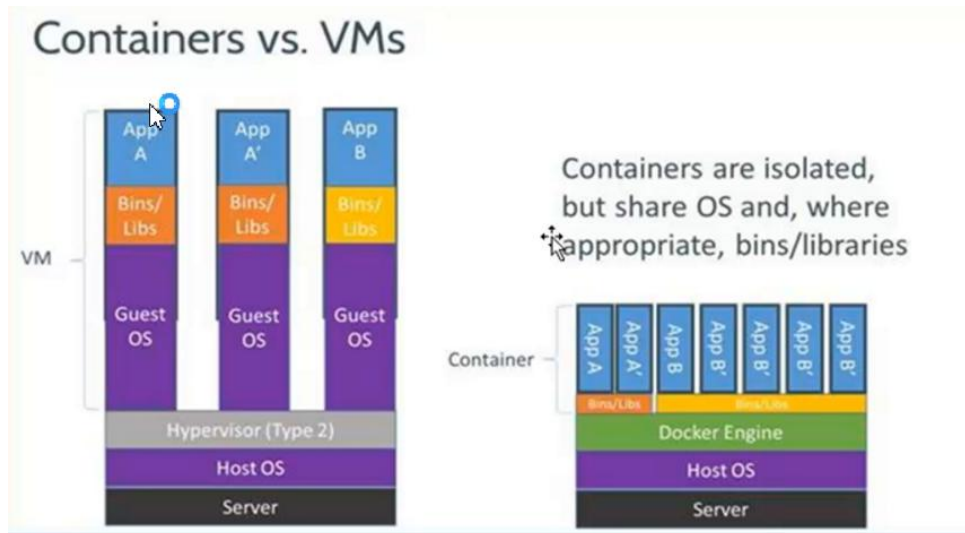 Containers vs. VMs
App
A
App
A'
App
B
Bins/
Libs
Bins/
Libs
Bins/
Libs
VM
Guest
OS
Guest
OS
Guest
OS
Hypervisor (Type 2)
Host OS
Server
Containers are isolated,
but share OS and, where
appropriate, bins/libraries
Container
App A
App A'
App B
App B'
App B'
App B'
App B'
Bins/Libs
Bins/Libs
Docker Engine
Host OS
Server